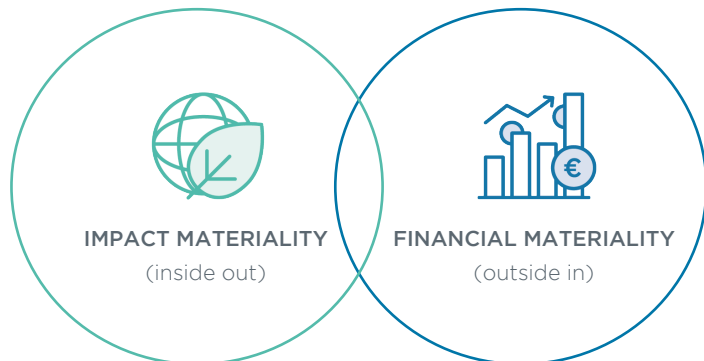 €
IMPACT MATERIALITY
(inside out)
FINANCIAL MATERIALITY
(outside in)